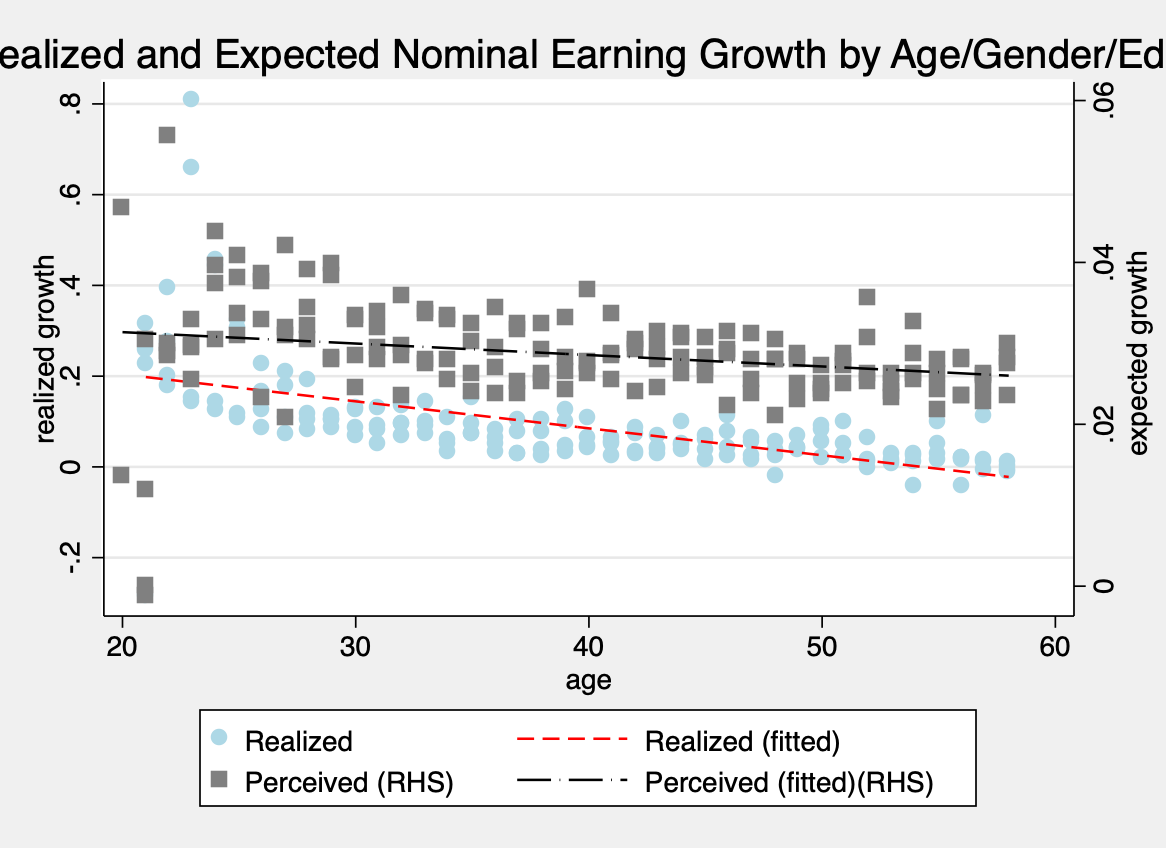 ealized and Expected Nominal Earning Growth by Age/Gender/Ed
.8
.6
.4
.2
0
-.2
realized growth
.06
.04
.02
0
expected growth
20 30 40 50 60
age
Realized
Realized (fitted)
Perceived (RHS)
Perceived (fitted)(RHS)